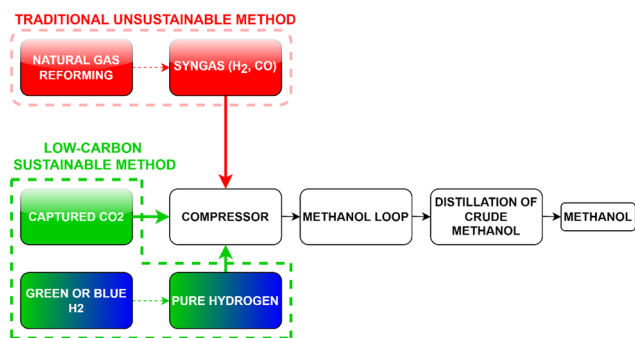 TRADITIONAL UNSUSTAINABLE METHOD
NATURAL GAS
REFORMING
SYNGAS (H₂, CO)
LOW-CARBON
SUSTAINABLE METHOD
CAPTURED CO2
COMPRESSOR
METHANOL LOOP
DISTILLATION OF
CRUDE
METHANOL
METHANOL
GREEN OR BLUE
H2
PURE HYDROGEN